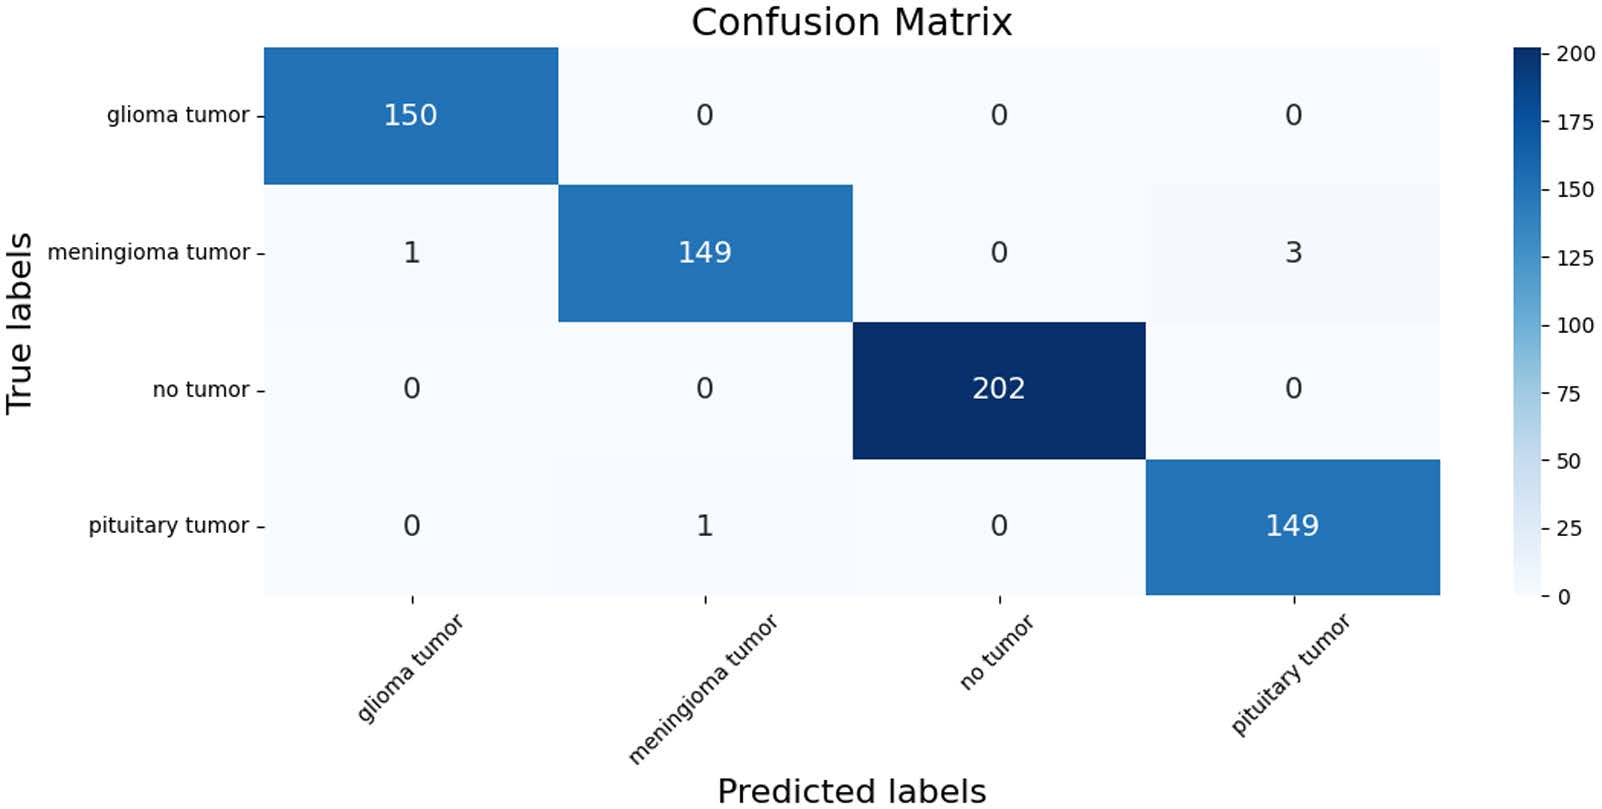 Confusion Matrix
True labels
glioma tumor 150 0 0 0
meningioma tumor 1 149 0 3
no tumor 0 0 202 0
pituitary tumor 0 1 0 149
glioma tumor meningioma tumor no tumor pituitary tumor
Predicted labels
200
175
150
125
100
75
50
25
0